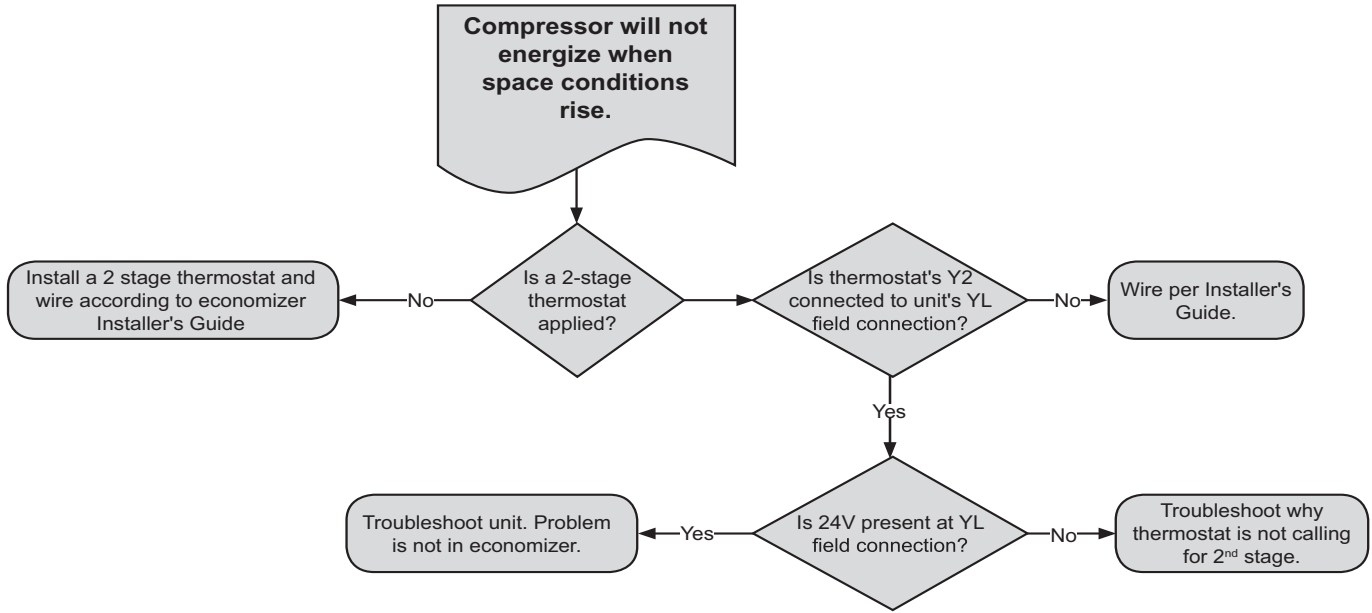 Compressor will not
energize when
space conditions
rise.
Is a 2-stage
thermostat
applied?
No
Install a 2 stage thermostat and
wire according to economizer
Installer's Guide
Is thermostat's Y2
connected to unit's YL
field connection?
No
Wire per Installer's
Guide.
Yes
Is 24V present at YL
field connection?
Yes
Troubleshoot unit. Problem
is not in economizer.
No
Troubleshoot why
thermostat is not calling
for 2nd stage.